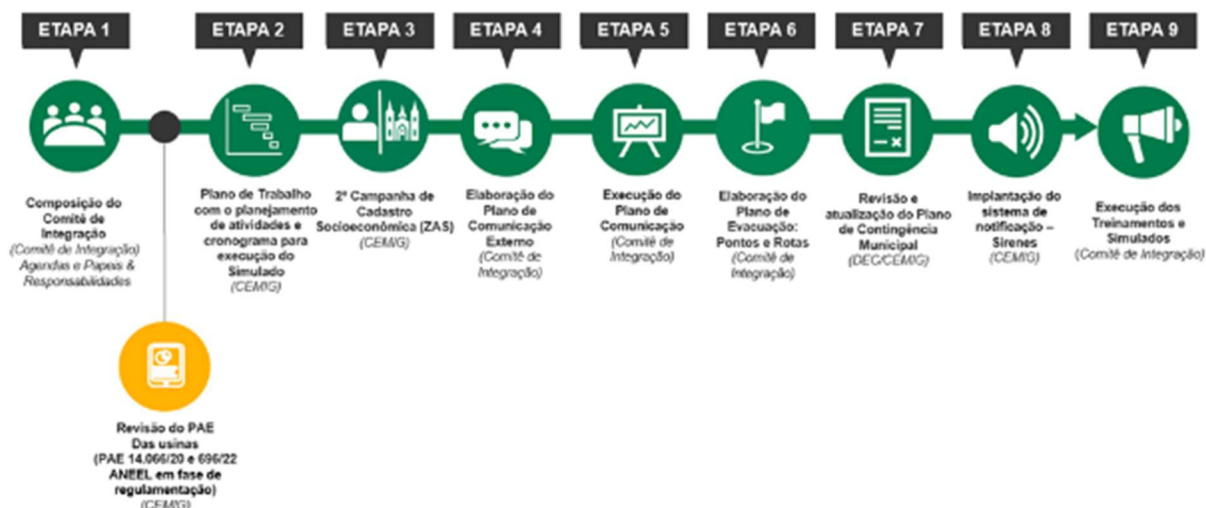 ETAPA 1
Composição do
Comitê de
Integração
(Comitê de Integração)
Agendas e Papeis &
Responsabilidades
Revisão do PAE
Das usinas
(PAE 14.066/20 e 696/22
ANEEL em fase de
regulamentação)
(CEMIG)
ETAPA 2
Plano de Trabalho
com o planejamento
de atividades e
cronograma para
execução do
Simulado
(CEMIG)
ETAPA 3
2ª Campanha de
Cadastro
Socioeconômica (ZAS)
(CEMIG)
ETAPA 4
Elaboração do
Plano de
Comunicação
Externo
(Comitê de
Integração)
ETAPA 5
Execução do
Plano de
Comunicação
(Comitê de
Integração)
ETAPA 6
Elaboração do
Plano de
Evacuação:
Pontos e Rotas
(Comitê de
Integração)
ETAPA 7
Revisão e
atualização do Plano
de Contingência
Municipal
(DEC/CEMIG)
ETAPA 8
Implantação do
sistema de
notificação –
Sirenes
(CEMIG)
ETAPA 9
Execução dos
Treinamentos e
Simulados
(Comitê de Integração)